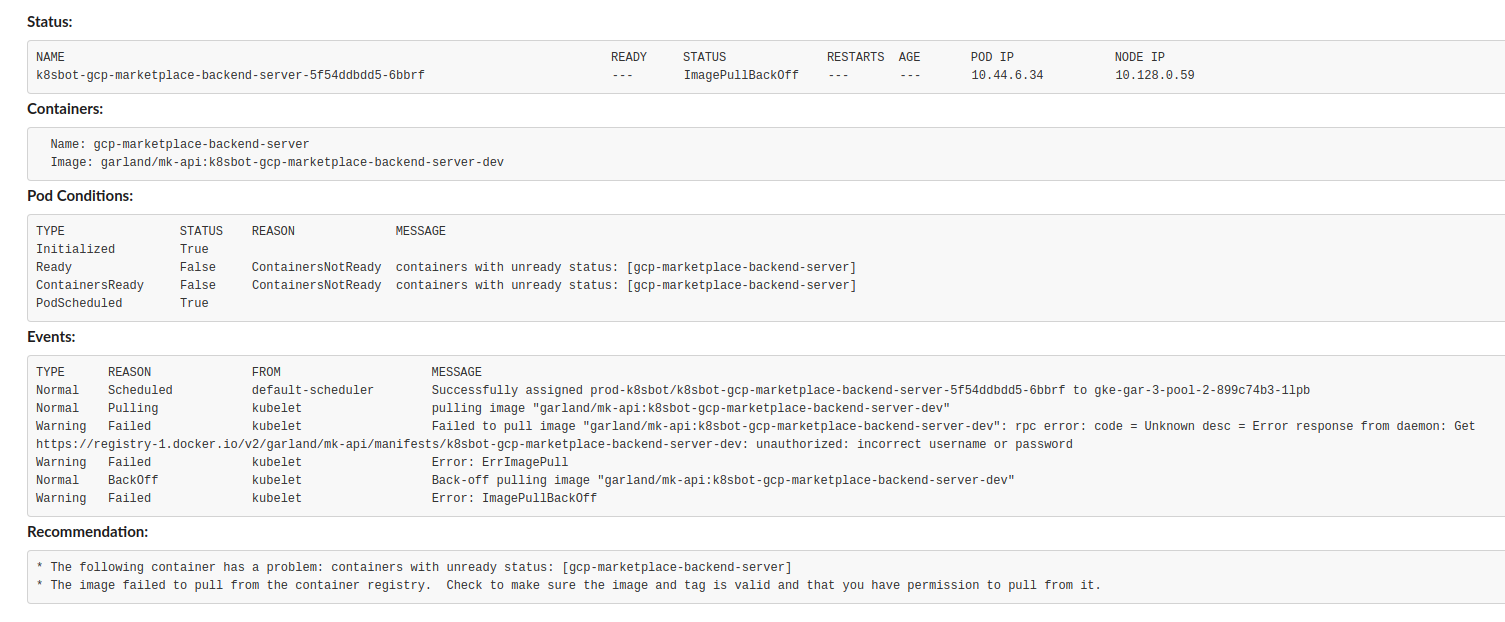 Status:
NAME READY STATUS RESTARTS AGE POD IP NODE IP
k8sbot-gcp-marketplace-backend-server-5f54ddbdd5-6bbrf --- ImagePullBackOff --- --- 10.44.6.34 10.128.0.59
Containers:
Name: gcp-marketplace-backend-server
Image: garland/mk-api:k8sbot-gcp-marketplace-backend-server-dev
Pod Conditions:
TYPE STATUS REASON MESSAGE
Initialized True
Ready False ContainersNotReady containers with unready status: [gcp-marketplace-backend-server]
ContainersReady False ContainersNotReady containers with unready status: [gcp-marketplace-backend-server]
PodScheduled True
Events:
TYPE REASON FROM MESSAGE
Normal Scheduled default-scheduler Successfully assigned prod-k8sbot/k8sbot-gcp-marketplace-backend-server-5f54ddbdd5-6bbrf to gke-gar-3-pool-2-899c74b3-1lpb
Normal Pulling kubelet pulling image "garland/mk-api:k8sbot-gcp-marketplace-backend-server-dev"
Warning Failed kubelet Failed to pull image "garland/mk-api:k8sbot-gcp-marketplace-backend-server-dev": rpc error: code = Unknown desc = Error response from daemon: Get
https://registry-1.docker.io/v2/garland/mk-api/manifests/k8sbot-gcp-marketplace-backend-server-dev: unauthorized: incorrect username or password
Warning Failed kubelet Error: ErrImagePull
Normal BackOff kubelet Back-off pulling image "garland/mk-api:k8sbot-gcp-marketplace-backend-server-dev"
Warning Failed kubelet Error: ImagePullBackOff
Recommendation:
* The following container has a problem: containers with unready status: [gcp-marketplace-backend-server]
* The image failed to pull from the container registry. Check to make sure the image and tag is valid and that you have permission to pull from it.